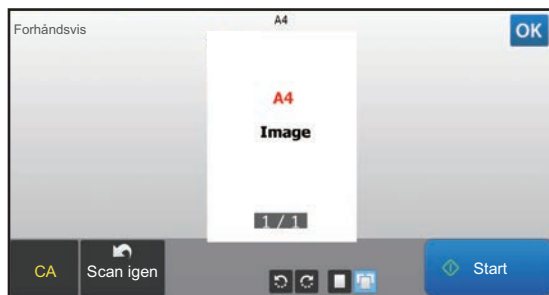 A4
Forhåndsvis
OK
A4
Image
1 / 1
CA
Scan igen
Start